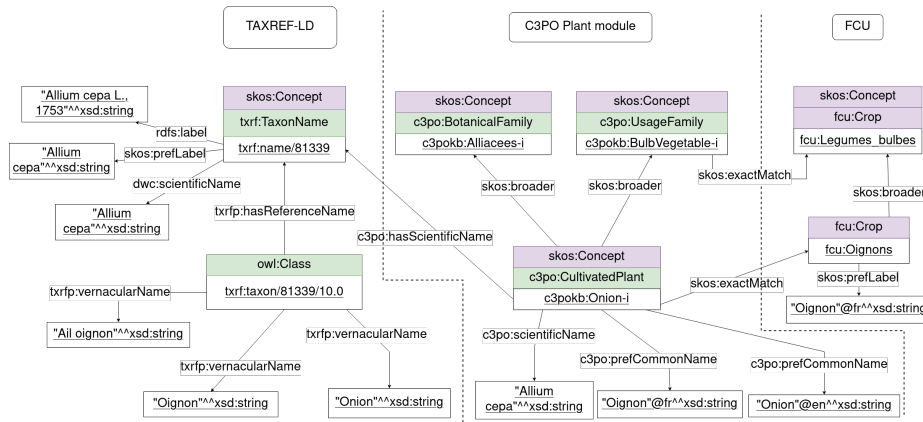 TAXREF-LD
C3PO Plant module
FCU
"Allium cepa L.,
1753"^^xsd:string
skos:Concept
txrf:TaxonName
txrf:name/81339
rdfs:label
skos:prefLabel
"Allium
cepa"^^xsd:string
dwc:scientificName
"Allium
cepa"^^xsd:string
txrfp:hasReferenceName
owl:Class
txrf:taxon/81339/10.0
txrfp:vernacularName
"Ail oignon"^^xsd:string
txrfp:vernacularName
"Oignon"^^xsd:string
txrfp:vernacularName
"Onion"^^xsd:string
skos:Concept
c3po:BotanicalFamily
c3pokb:Alliacees-i
skos:Concept
c3po:UsageFamily
c3pokb:BulbVegetable-i
skos:broader
skos:broader
skos:exactMatch
c3po:hasScientificName
skos:Concept
c3po:CultivatedPlant
c3pokb:Onion-i
skos:exactMatch
c3po:scientificName
"Allium
cepa"^^xsd:string
c3po:prefCommonName
"Oignon"@fr^^xsd:string
c3po:prefCommonName
"Onion"@en^^xsd:string
skos:Concept
fcu:Crop
fcu:Legumes_bulbes
skos:broader
fcu:Crop
fcu:Oignons
skos:prefLabel
"Oignon"@fr^^xsd:string